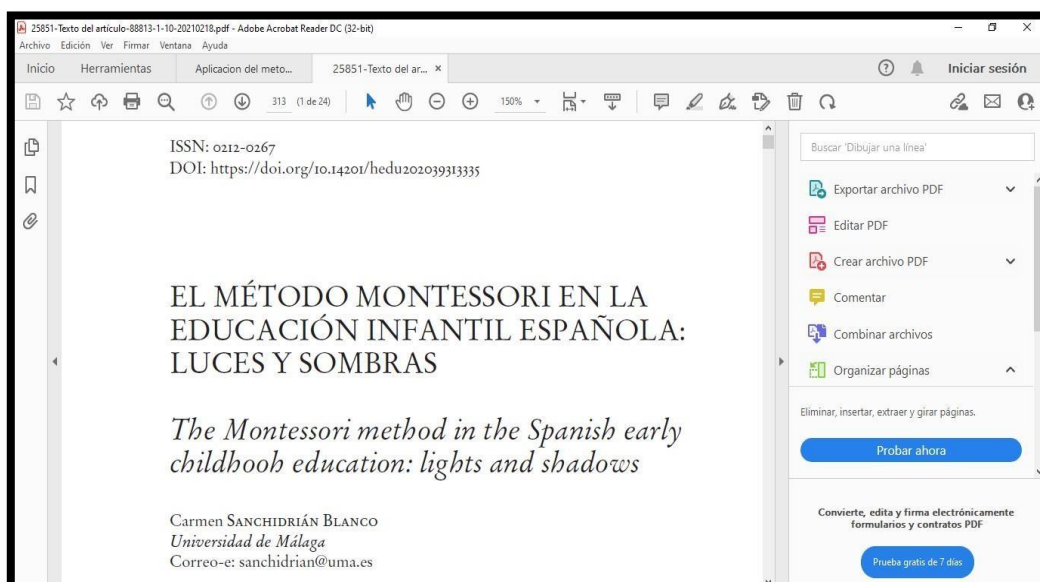 25851-Texto del artículo-88813-1-10-20210218.pdf - Adobe Acrobat Reader DC (32-bit)
Archivo Edición Ver Firmar Ventana Ayuda
Inicio Herramientas Aplicacion del meto... 25851-Texto del ar... × Iniciar sesión
313 (1 de 24) 150%
ISSN: 0212-0267
DOI: https://doi.org/10.14201/hedu202039313335
EL MÉTODO MONTESSORI EN LA
EDUCACIÓN INFANTIL ESPAÑOLA:
LUCES Y SOMBRAS
The Montessori method in the Spanish early
childhooh education: lights and shadows
Carmen SANCHIDRIÁN BLANCO
Universidad de Málaga
Correo-e: sanchidrian@uma.es
Buscar 'Dibujar una línea'
Exportar archivo PDF
Editar PDF
Crear archivo PDF
Comentar
Combinar archivos
Organizar páginas
Eliminar, insertar, extraer y girar páginas.
Probar ahora
Convierte, edita y firma electrónicamente
formularios y contratos PDF
Prueba gratis de 7 días